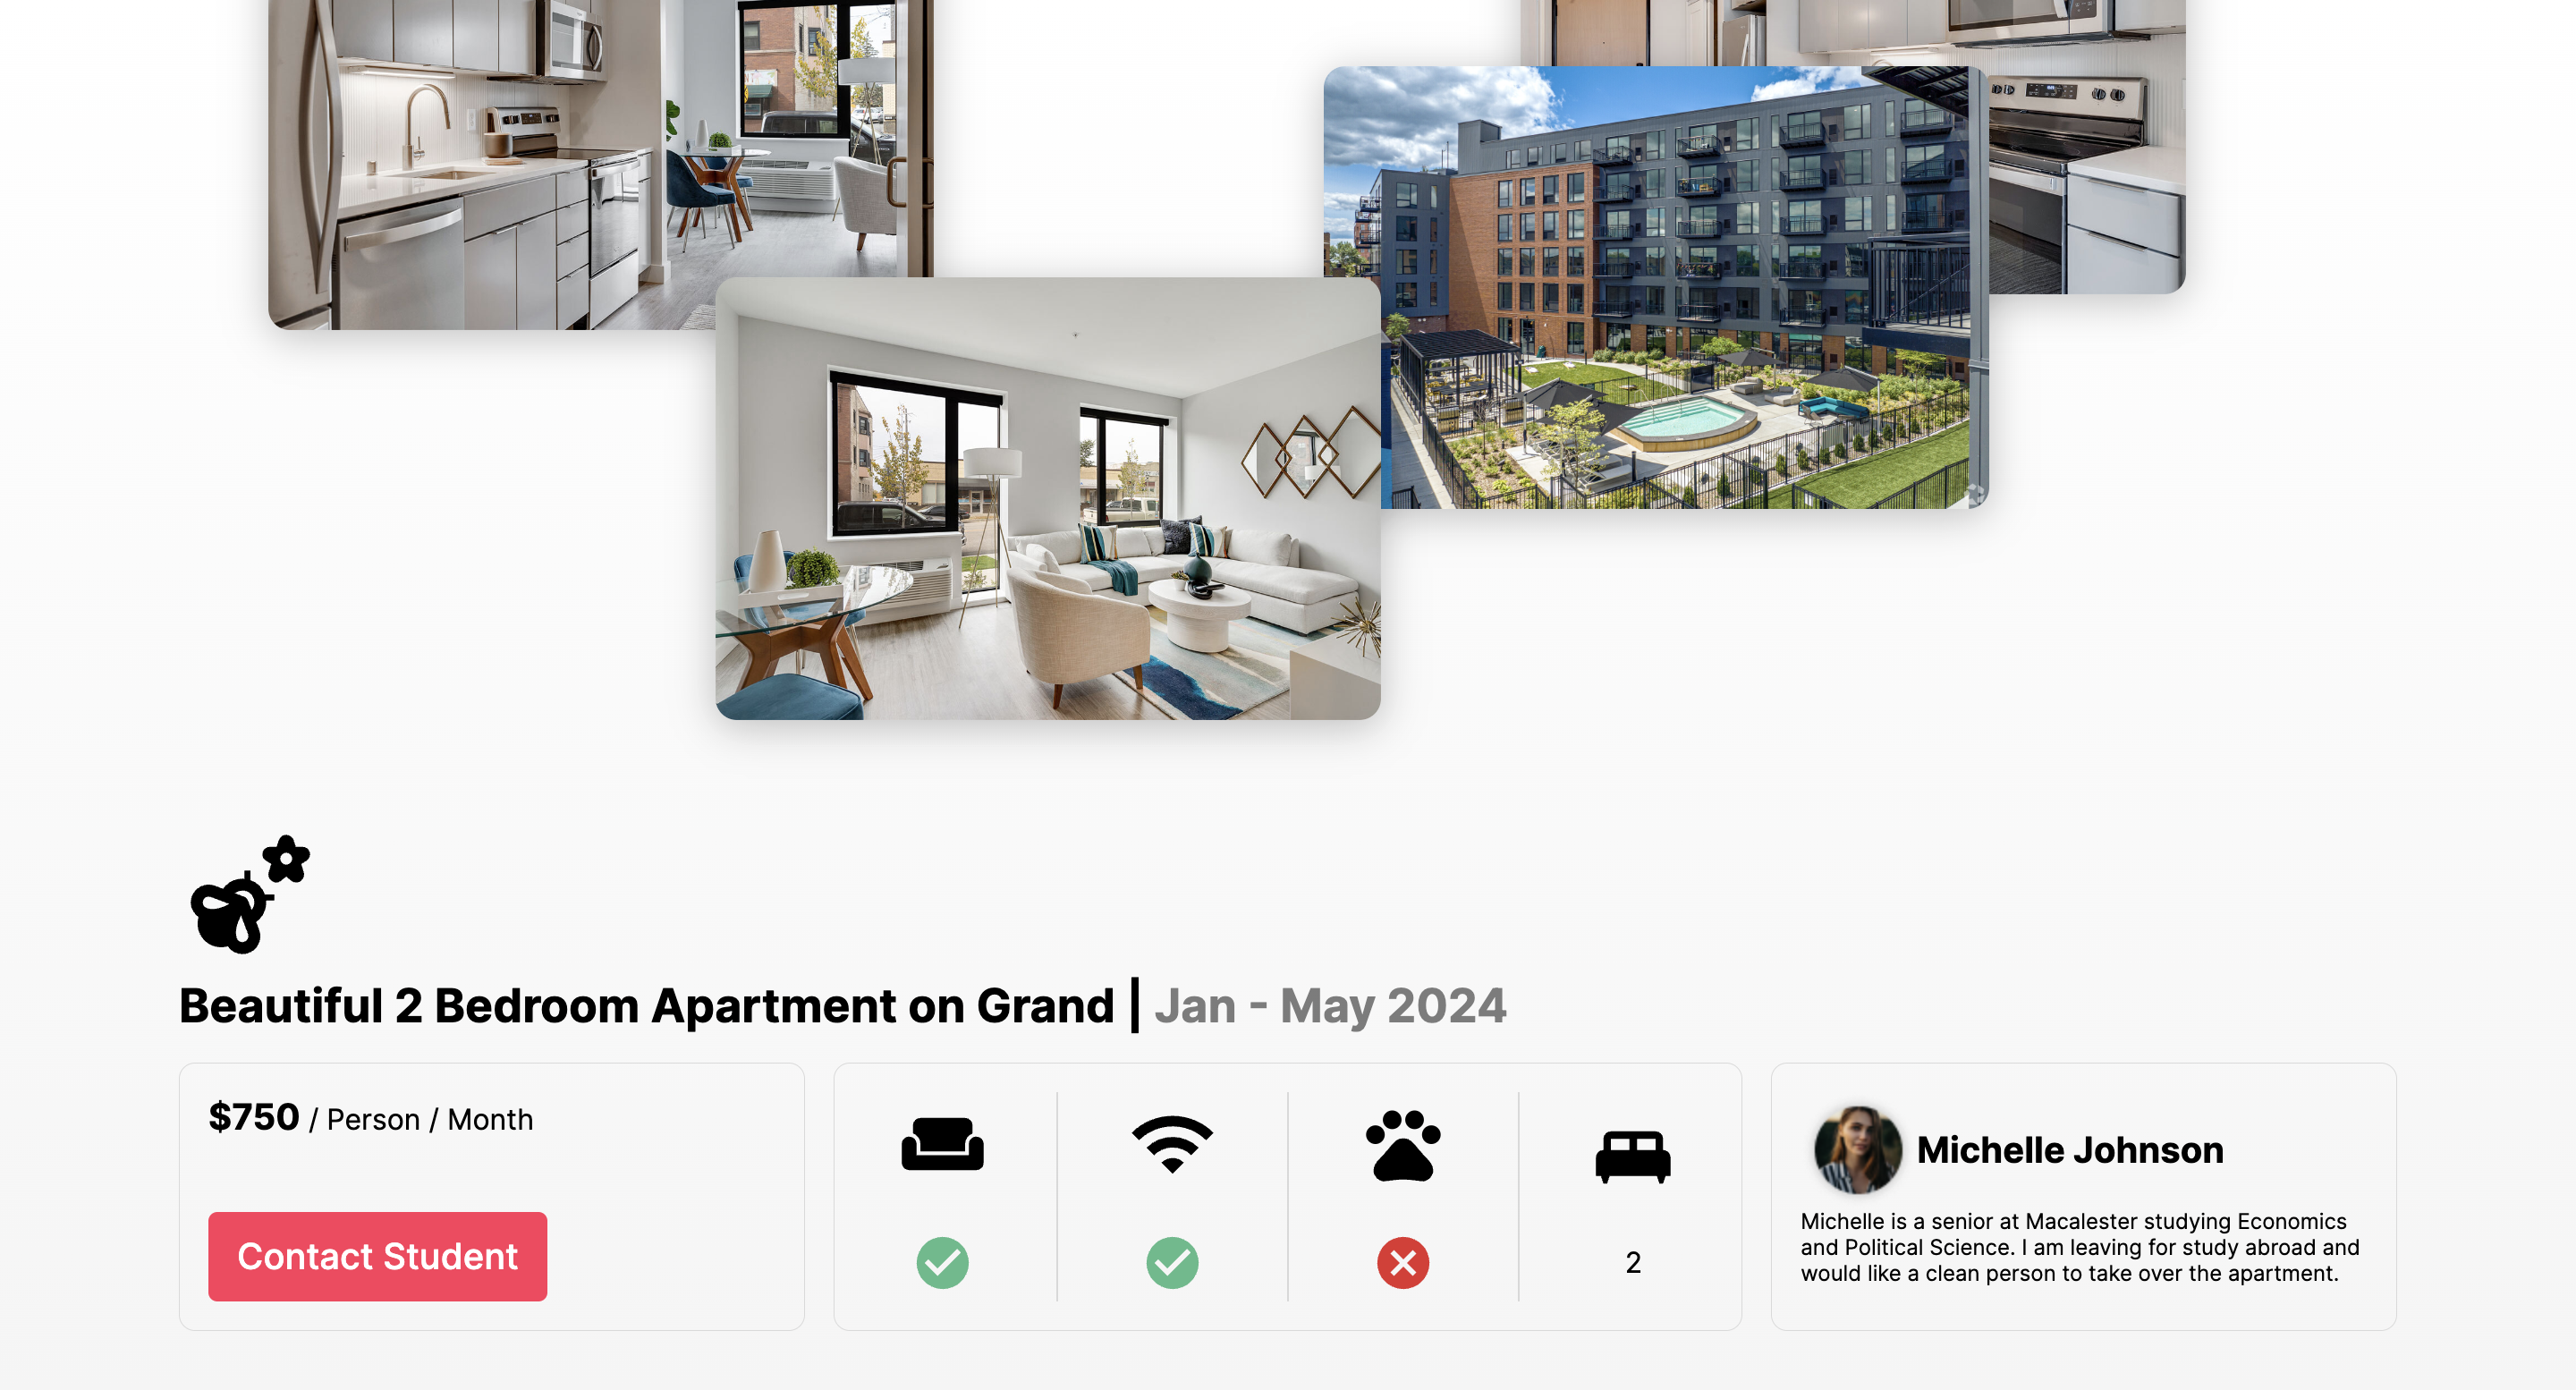 Beautiful 2 Bedroom Apartment on Grand | Jan - May 2024
$750 / Person / Month
Contact Student
2
Michelle Johnson
Michelle is a senior at Macalester studying Economics
and Political Science. I am leaving for study abroad and
would like a clean person to take over the apartment.